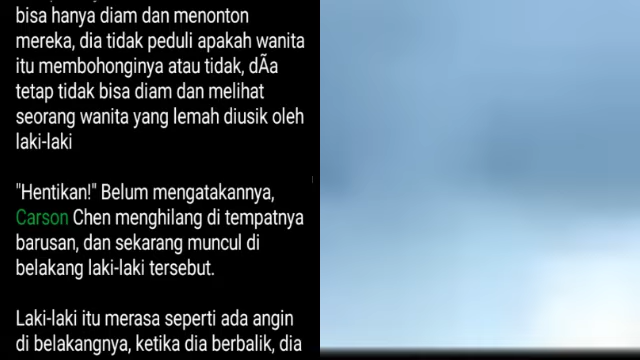 bisa hanya diam dan menonton
mereka, dia tidak peduli apakah wanita
itu membohonginya atau tidak, dÃa
tetap tidak bisa diam dan melihat
seorang wanita yang lemah diusik oleh
laki-laki
"Hentikan!" Belum mengatakannya,
Carson Chen menghilang di tempatnya
barusan, dan sekarang muncul di
belakang laki-laki tersebut.
Laki-laki itu merasa seperti ada angin
di belakangnya, ketika dia berbalik, dia